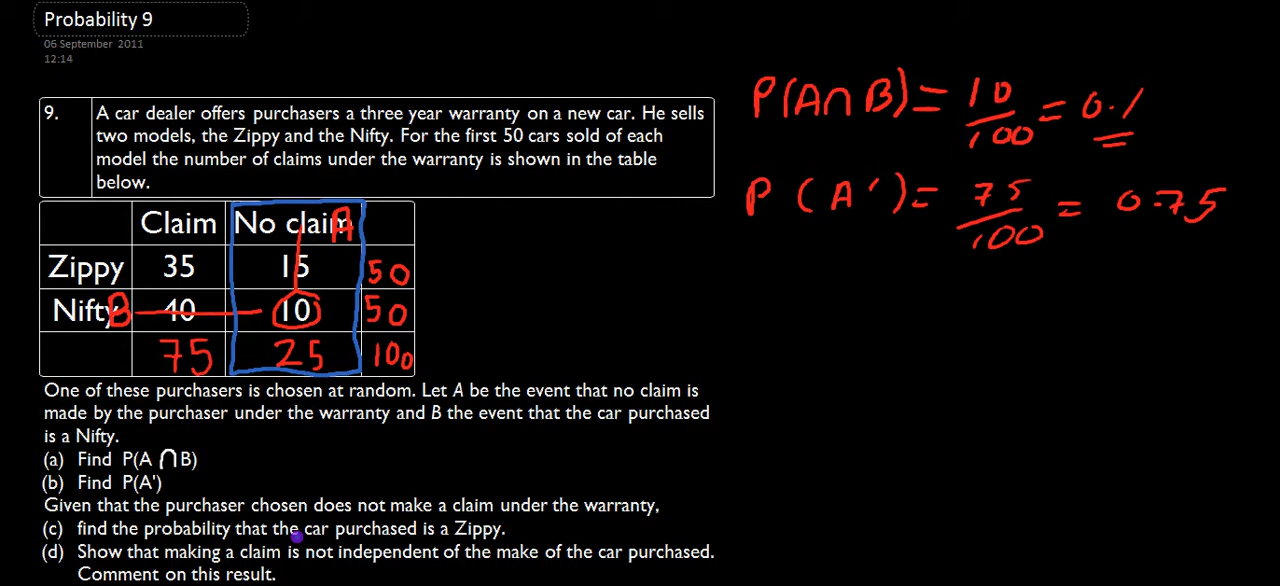 Probability 9
06 September 2011
12:14
9. A car dealer offers purchasers a three year warranty on a new car. He sells
two models, the Zippy and the Nifty. For the first 50 cars sold of each
model the number of claims under the warranty is shown in the table
below.
Claim No claim A
Zippy 35 15 50
Nifty B 40 10 50
75 25 100
One of these purchasers is chosen at random. Let A be the event that no claim is
made by the purchaser under the warranty and B the event that the car purchased
is a Nifty.
(a) Find P(A ⋂B)
(b) Find P(A')
Given that the purchaser chosen does not make a claim under the warranty,
(c) find the probability that the car purchased is a Zippy.
(d) Show that making a claim is not independent of the make of the car purchased.
Comment on this result.
P(A∩B) = 10/100 = 0.1
P(A') = 75/100 = 0.75